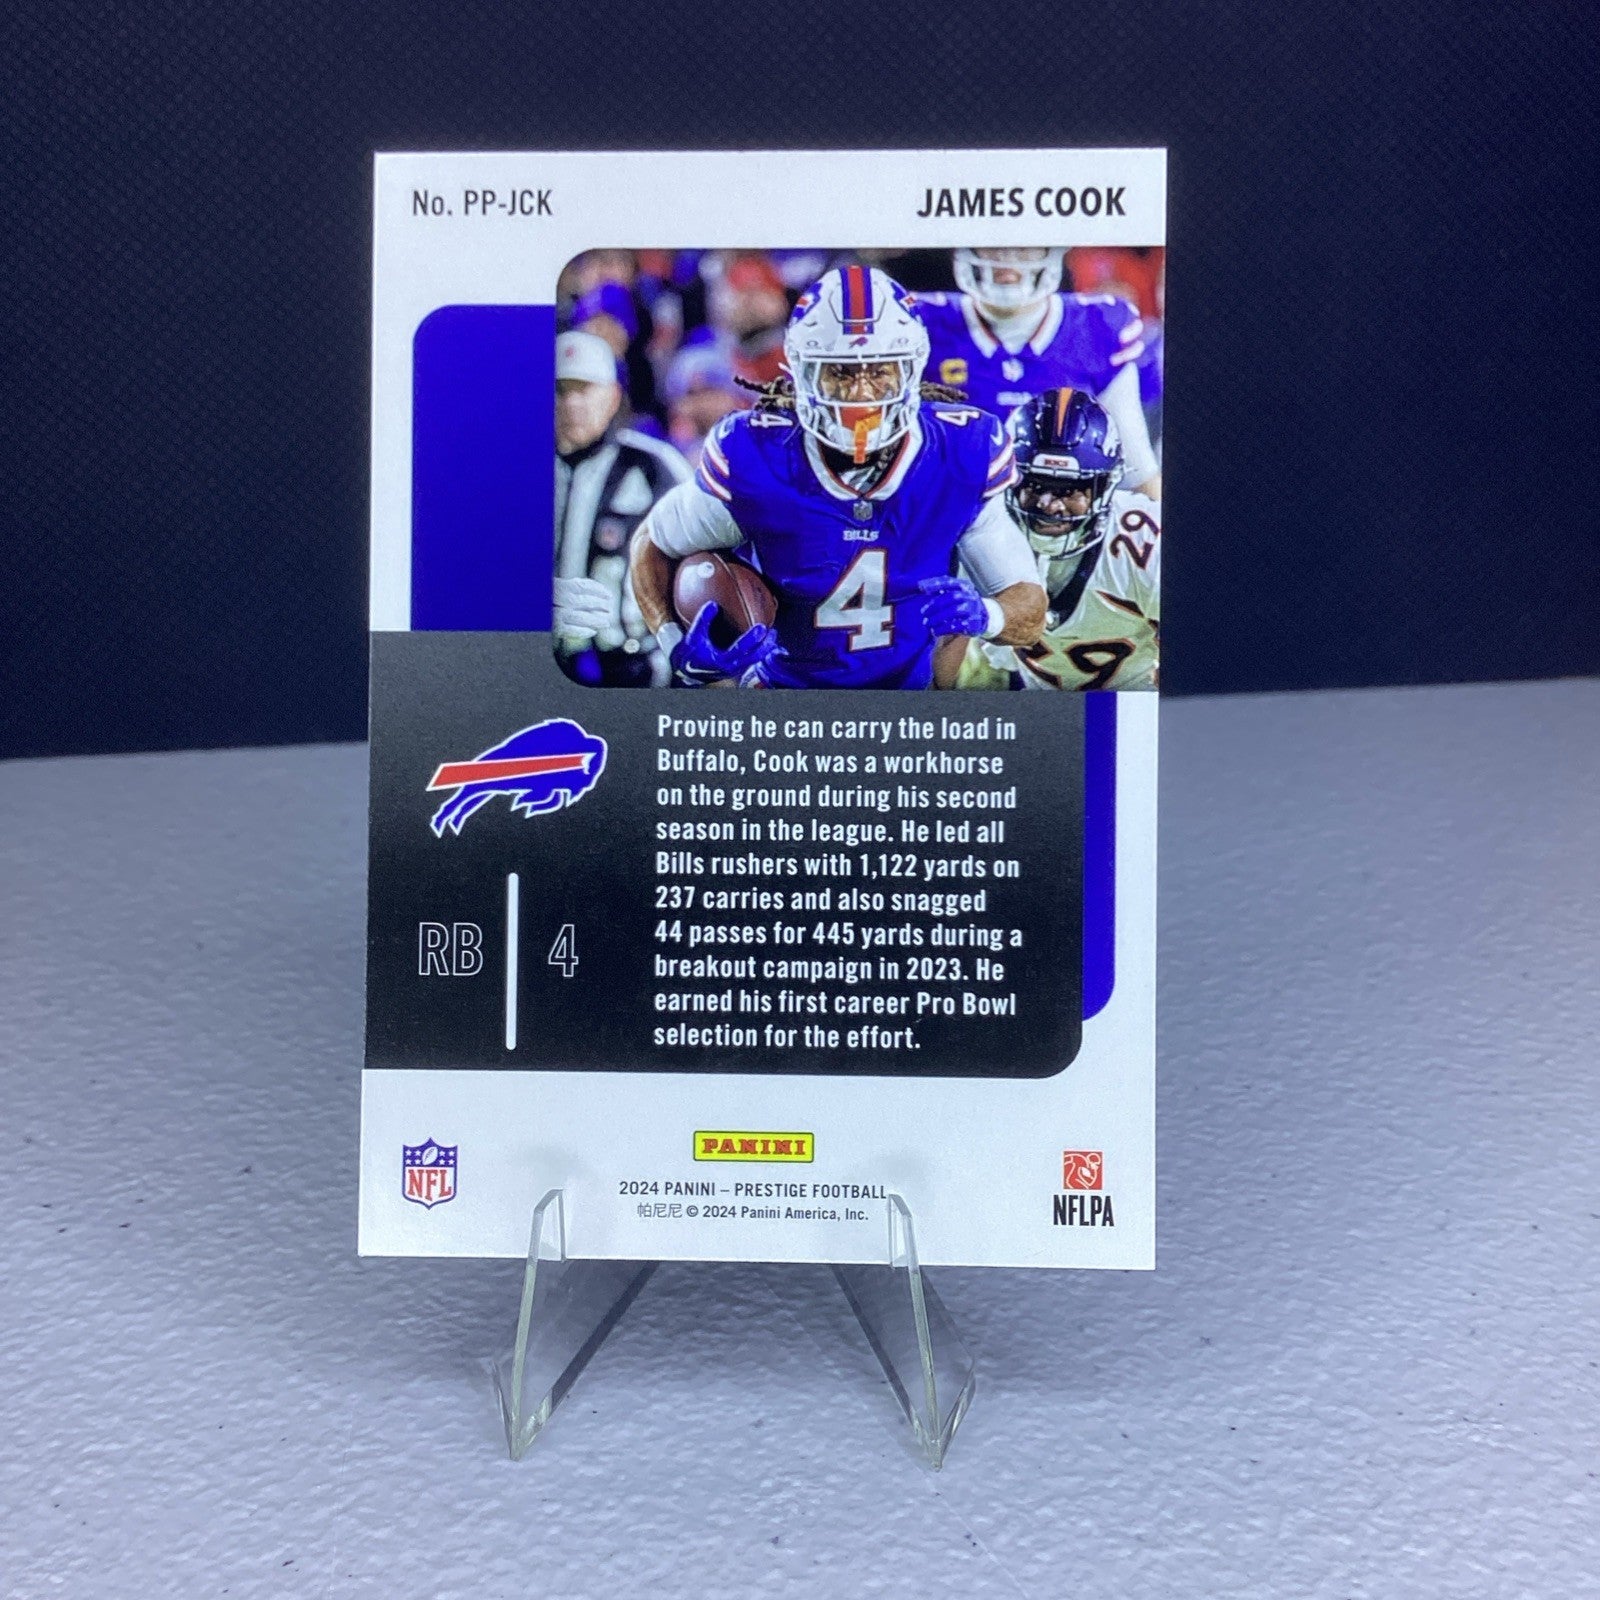 No. PP-JCK
JAMES COOK
4
4
BILLS
4
29
29
Proving he can carry the load in
Buffalo, Cook was a workhorse
on the ground during his second
season in the league. He led all
Bills rushers with 1,122 yards on
237 carries and also snagged
44 passes for 445 yards during a
breakout campaign in 2023. He
earned his first career Pro Bowl
selection for the effort.
RB
4
NFL
PANINI
2024 PANINI – PRESTIGE FOOTBALL
帕尼尼 © 2024 Panini America, Inc.
NFLPA